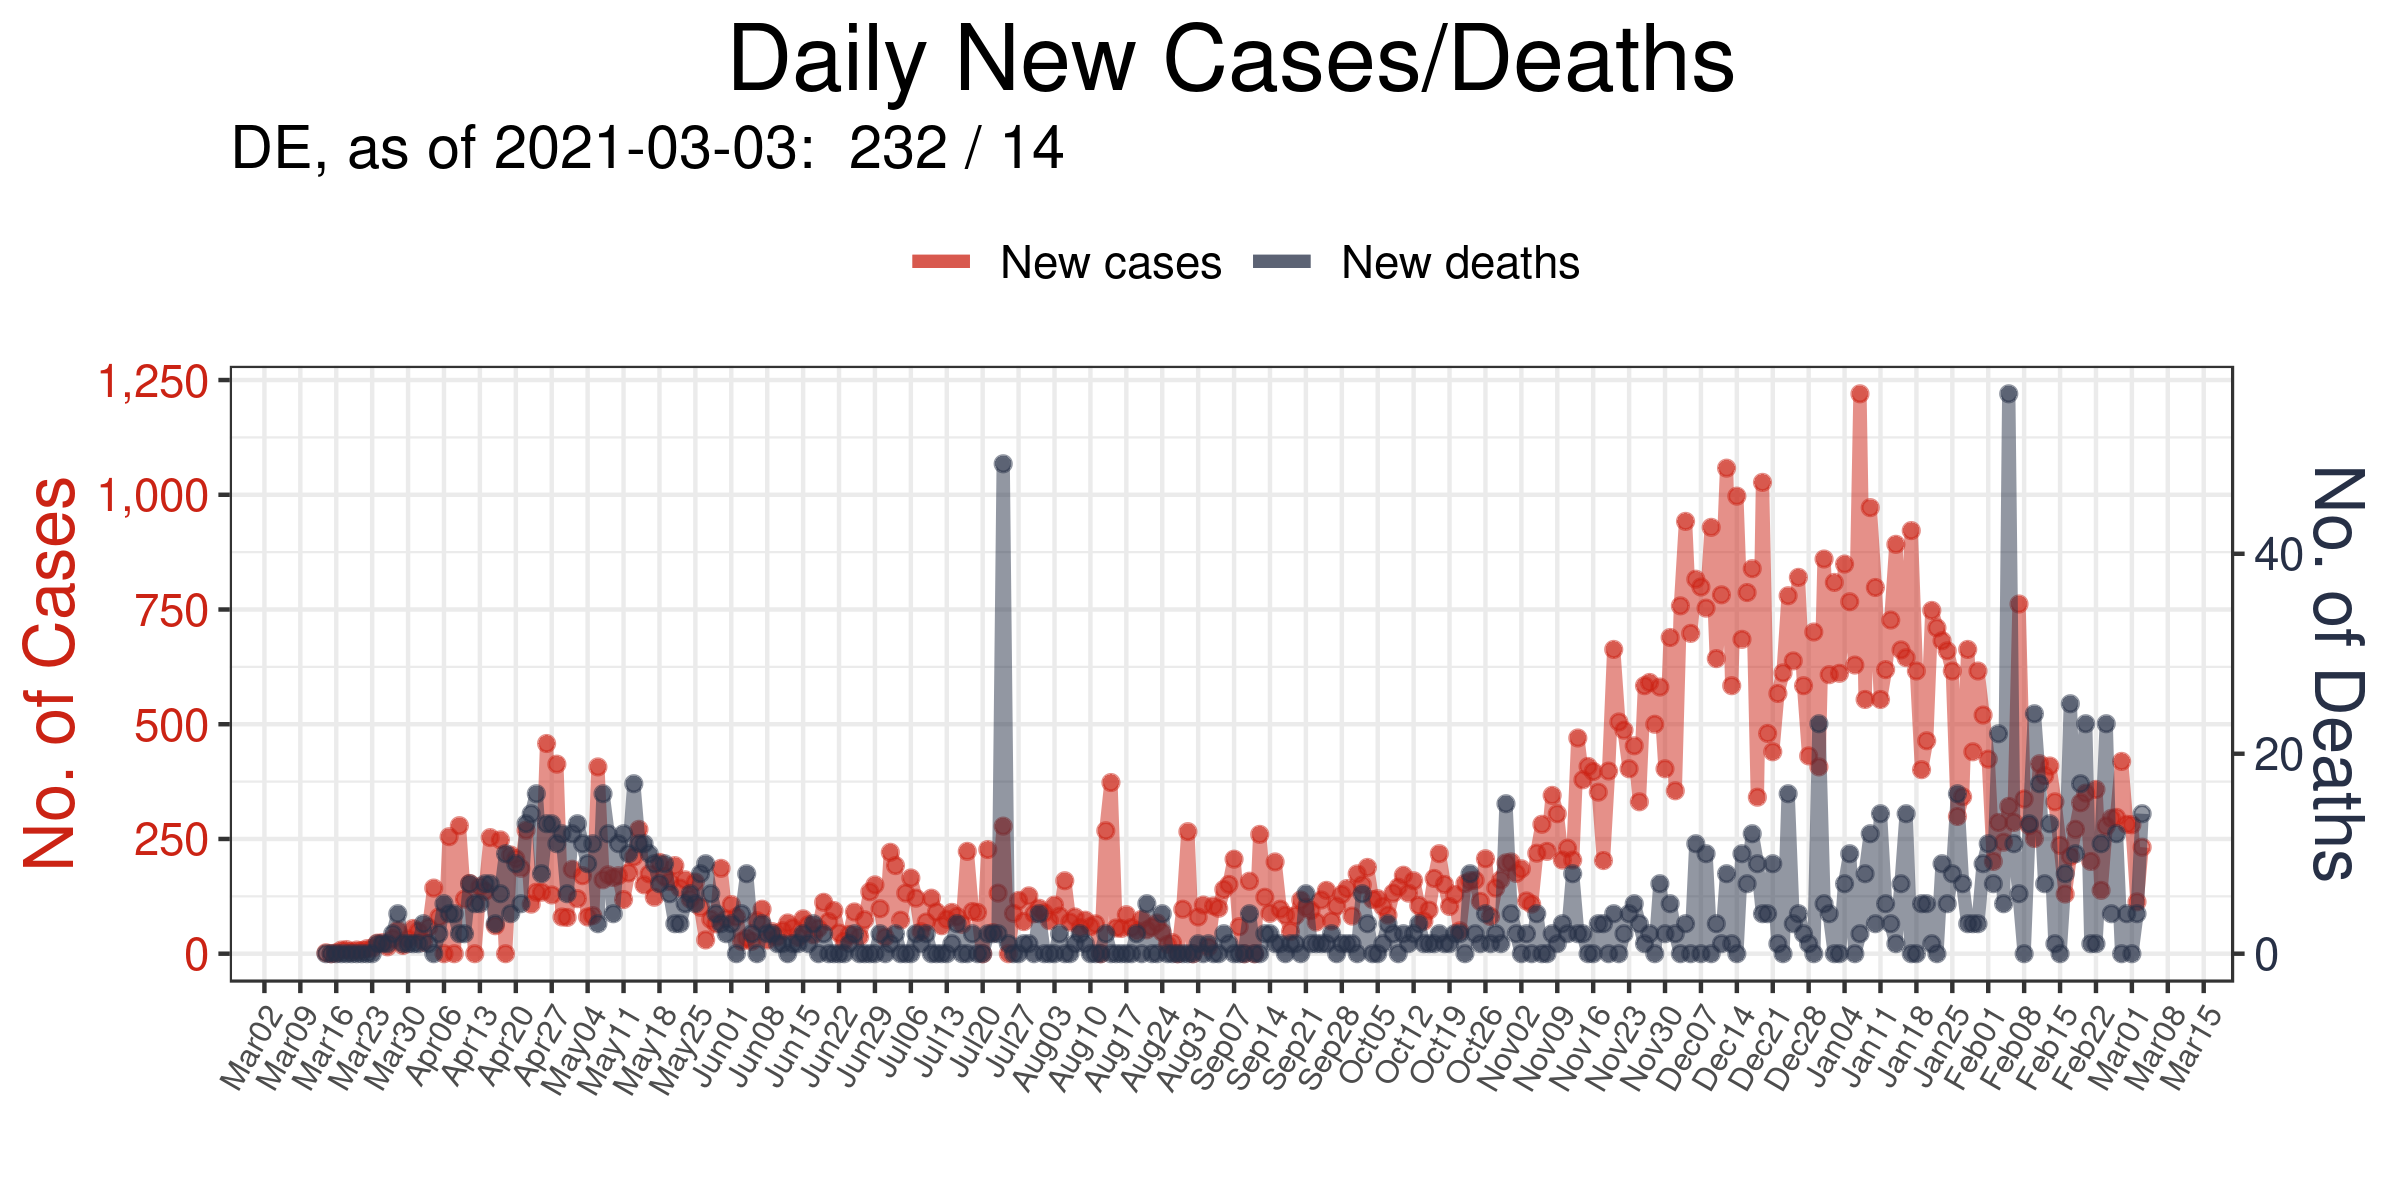 Daily New Cases/Deaths
DE, as of 2021-03-03:  232 / 14
New cases
New deaths
No. of Cases
1,250
1,000
750
500
250
0
40
20
0
No. of Deaths
Mar02
Mar09
Mar16
Mar23
Mar30
Apr06
Apr13
Apr20
Apr27
May04
May11
May18
May25
Jun01
Jun08
Jun15
Jun22
Jun29
Jul06
Jul13
Jul20
Jul27
Aug03
Aug10
Aug17
Aug24
Aug31
Sep07
Sep14
Sep21
Sep28
Oct05
Oct12
Oct19
Oct26
Nov02
Nov09
Nov16
Nov23
Nov30
Dec07
Dec14
Dec21
Dec28
Jan04
Jan11
Jan18
Jan25
Feb01
Feb08
Feb15
Feb22
Mar01
Mar08
Mar15